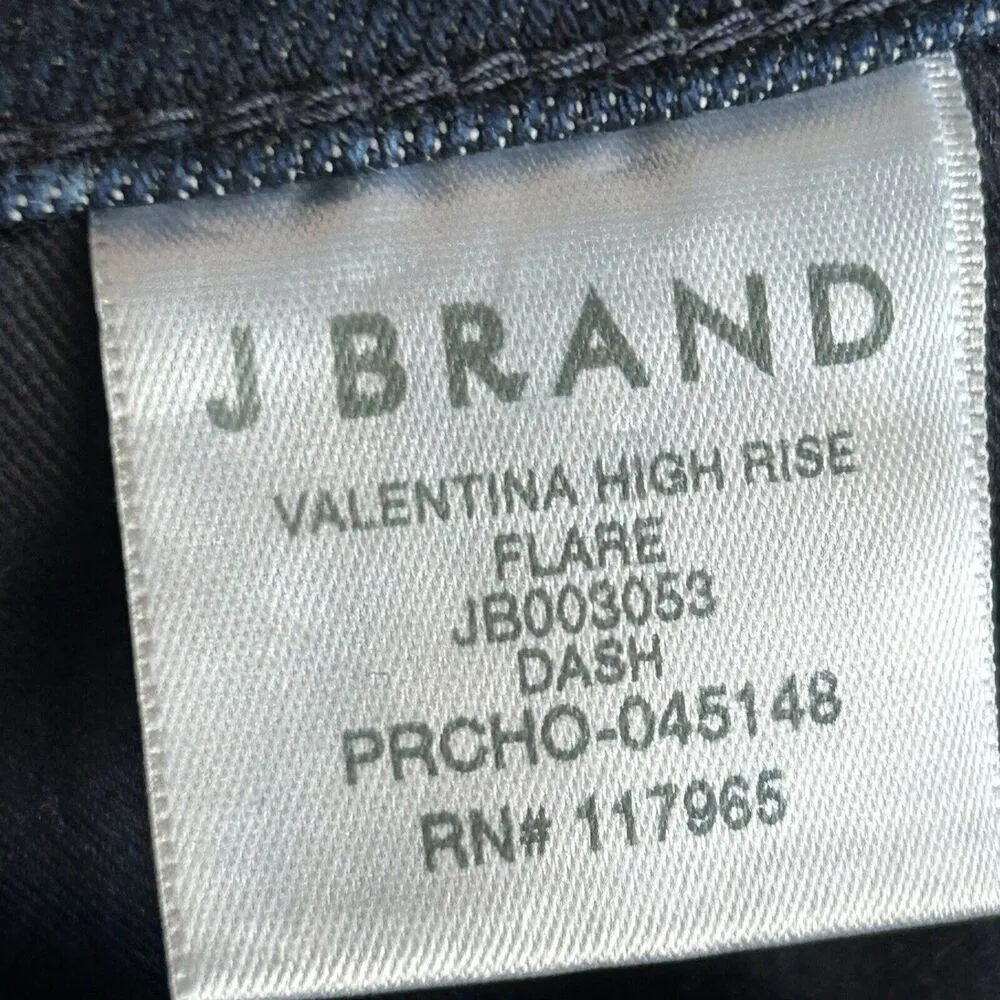 J BRAND
VALENTINA HIGH RISE
FLARE
JB003053
DASH
PRCHO-045148
RN# 117965